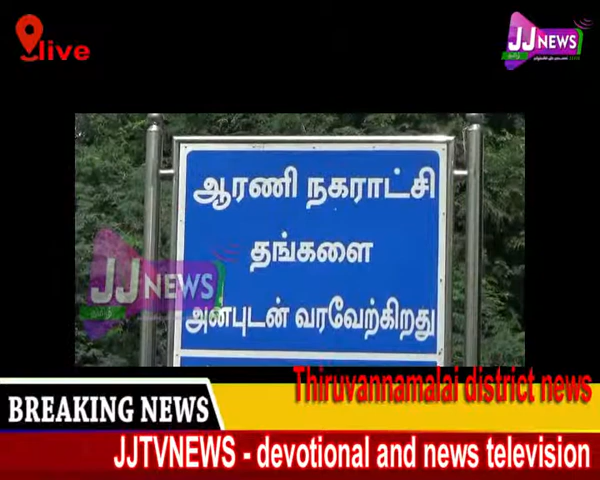 live
JJ NEWS
ஆரணி நகராட்சி
தங்களை
அன்புடன் வரவேற்கிறது
JJ NEWS
தமிழ்
Thiruvannamalai district news
BREAKING NEWS
JJTVNEWS - devotional and news television